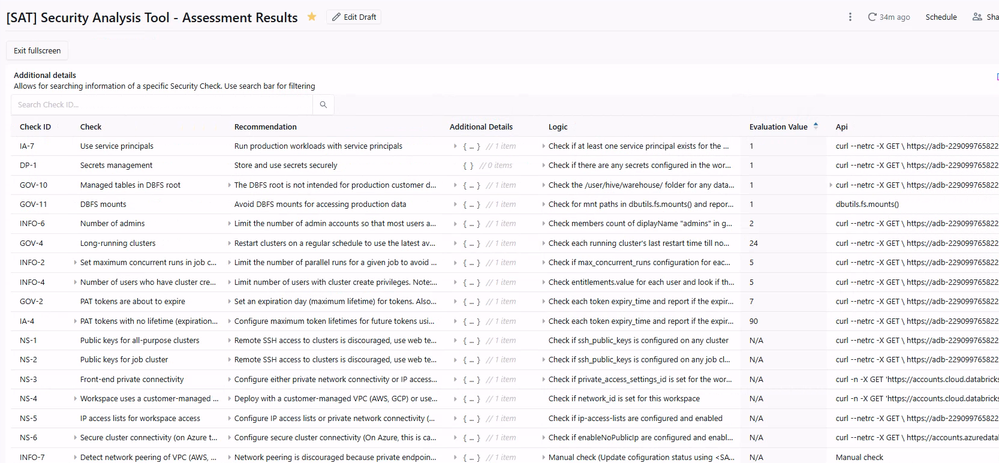 [SAT] Security Analysis Tool - Assessment Results Edit Draft 34m ago Schedule Sha
Exit fullscreen
Additional details
Allows for searching information of a specific Security Check. Use search bar for filtering
Search Check ID...
Check ID Check Recommendation Additional Details Logic Evaluation Value Api
IA-7 Use service principals Run production workloads with service principals { ... } // 1 item Check if at least one service principal exists for the ... 1 curl --netrc -X GET \ https://adb-229099765822
DP-1 Secrets management Store and use secrets securely { } // 0 items Check if there are any secrets configured in the wor... 1 curl --netrc -X GET \ https://adb-229099765822
GOV-10 Managed tables in DBFS root The DBFS root is not intended for production customer d... { ... } // 1 item Check the /user/hive/warehouse/ folder for any data... 1 curl --netrc -X GET \ https://adb-229099765822
GOV-11 DBFS mounts Avoid DBFS mounts for accessing production data { ... } // 1 item Check for mnt paths in dbutils.fs.mounts() and repor... 1 dbutils.fs.mounts()
INFO-6 Number of admins Limit the number of admin accounts so that most users a... { ... } // 1 item Check members count of diplayName "admins" in g... 2 curl --netrc -X GET \ https://adb-229099765822
GOV-4 Long-running clusters Restart clusters on a regular schedule to use the latest av... { ... } // 1 item Check each running cluster's last restart time till no... 24 curl --netrc -X GET \ https://adb-229099765822
INFO-2 Set maximum concurrent runs in job c... Limit the number of parallel runs for a given job to avoid ... { ... } // 1 item Check if max_concurrent_runs configuration for eac... 5 curl --netrc -X GET \ https://adb-229099765822
INFO-4 Number of users who have cluster cre... Limit number of users with cluster create privileges. Note:... { ... } // 1 item Check entitlements.value for each user and look if th... 5 curl --netrc -X GET \ https://adb-229099765822
GOV-2 PAT tokens are about to expire Set an expiration day (maximum lifetime) for tokens. Also... { ... } // 1 item Check each token expiry_time and report if the expir... 7 curl --netrc -X GET \ https://adb-229099765822
IA-4 PAT tokens with no lifetime (expiration... Configure maximum token lifetimes for future tokens usi... { ... } // 1 item Check each token expiry_time and report if the expir... 90 curl --netrc -X GET \ https://adb-229099765822
NS-1 Public keys for all-purpose clusters Remote SSH access to clusters is discouraged, use web te... { ... } // 1 item Check if ssh_public_keys is configured on any cluster N/A curl --netrc -X GET \ https://adb-229099765822
NS-2 Public keys for job cluster Remote SSH access to clusters is discouraged, use web te... { ... } // 1 item Check if ssh_public_keys is configured on any job cl... N/A curl --netrc -X GET \ https://adb-229099765822
NS-3 Front-end private connectivity Configure either private network connectivity or IP access... { ... } // 1 item Check if private_access_settings_id is set for the wor... N/A curl -n -X GET 'https://accounts.cloud.databricks
NS-4 Workspace uses a customer-managed ... Deploy with a customer-managed VPC (AWS, GCP) or use... { ... } // 1 item Check if network_id is set for this workspace N/A curl -n -X GET 'https://accounts.cloud.databricks
NS-5 IP access lists for workspace access Configure IP access lists or private network connectivity (... { ... } // 1 item Check if ip-access-lists are configured and enabled N/A curl --netrc -X GET \ https://adb-229099765822
NS-6 Secure cluster connectivity (on Azure t... Configure secure cluster connectivity (On Azure, this is ca... { ... } // 1 item Check if enableNoPublicIp are configured and enabl... N/A curl --netrc -X GET \ https://accounts.azuredatal
INFO-7 Detect network peering of VPC (AWS, ... Network peering is discouraged because private endpoin... { ... } // 1 item Manual check (Update cofiguration status using <SA... N/A Manual check